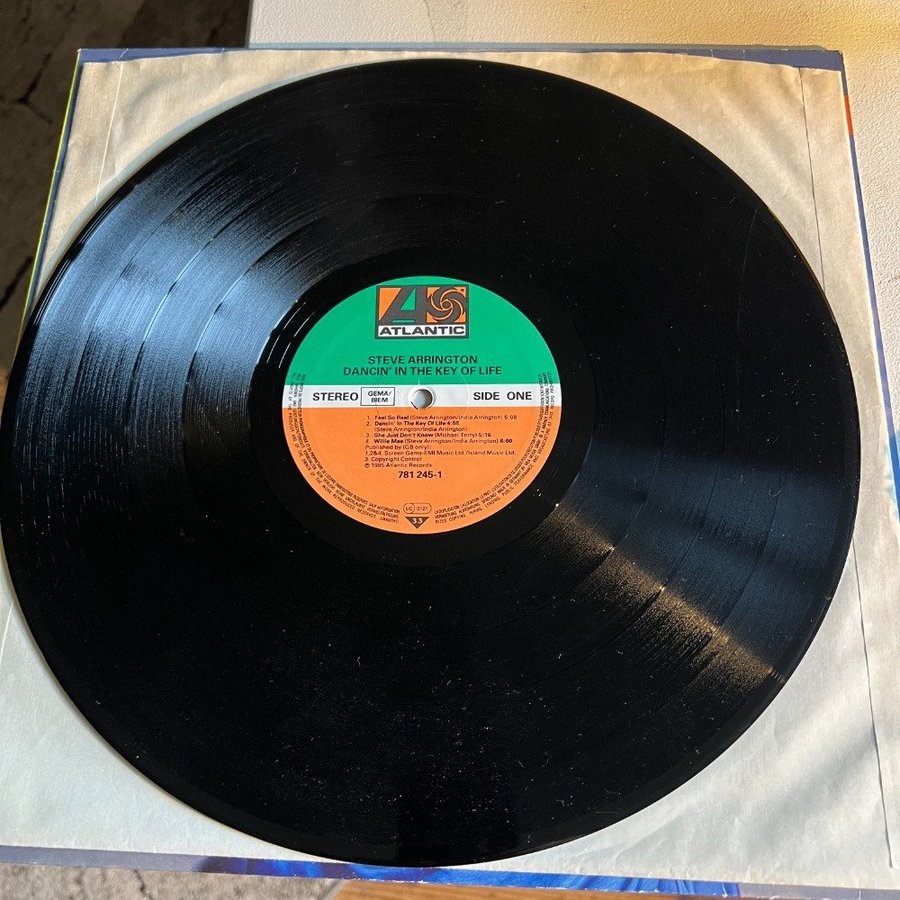 ATLANTIC
STEVE ARRINGTON
DANCIN' IN THE KEY OF LIFE
STEREO GEMA/BIEM SIDE ONE
1. Feel So Real (Steve Arrington/India Arrington) 5:08
2. Dancin' In The Key Of Life 4:55
(Steve Arrington/India Arrington)
3. She Just Don't Know (Michael Terry) 5:16
4. Willie Mae (Steve Arrington/India Arrington) 6:00
Published by (GB only):
1,2&4. Screen Gems-EMI Music Ltd./Island Music Ltd.
3. Copyright Control
℗ 1985 Atlantic Records
781 245-1
LC 0121
33